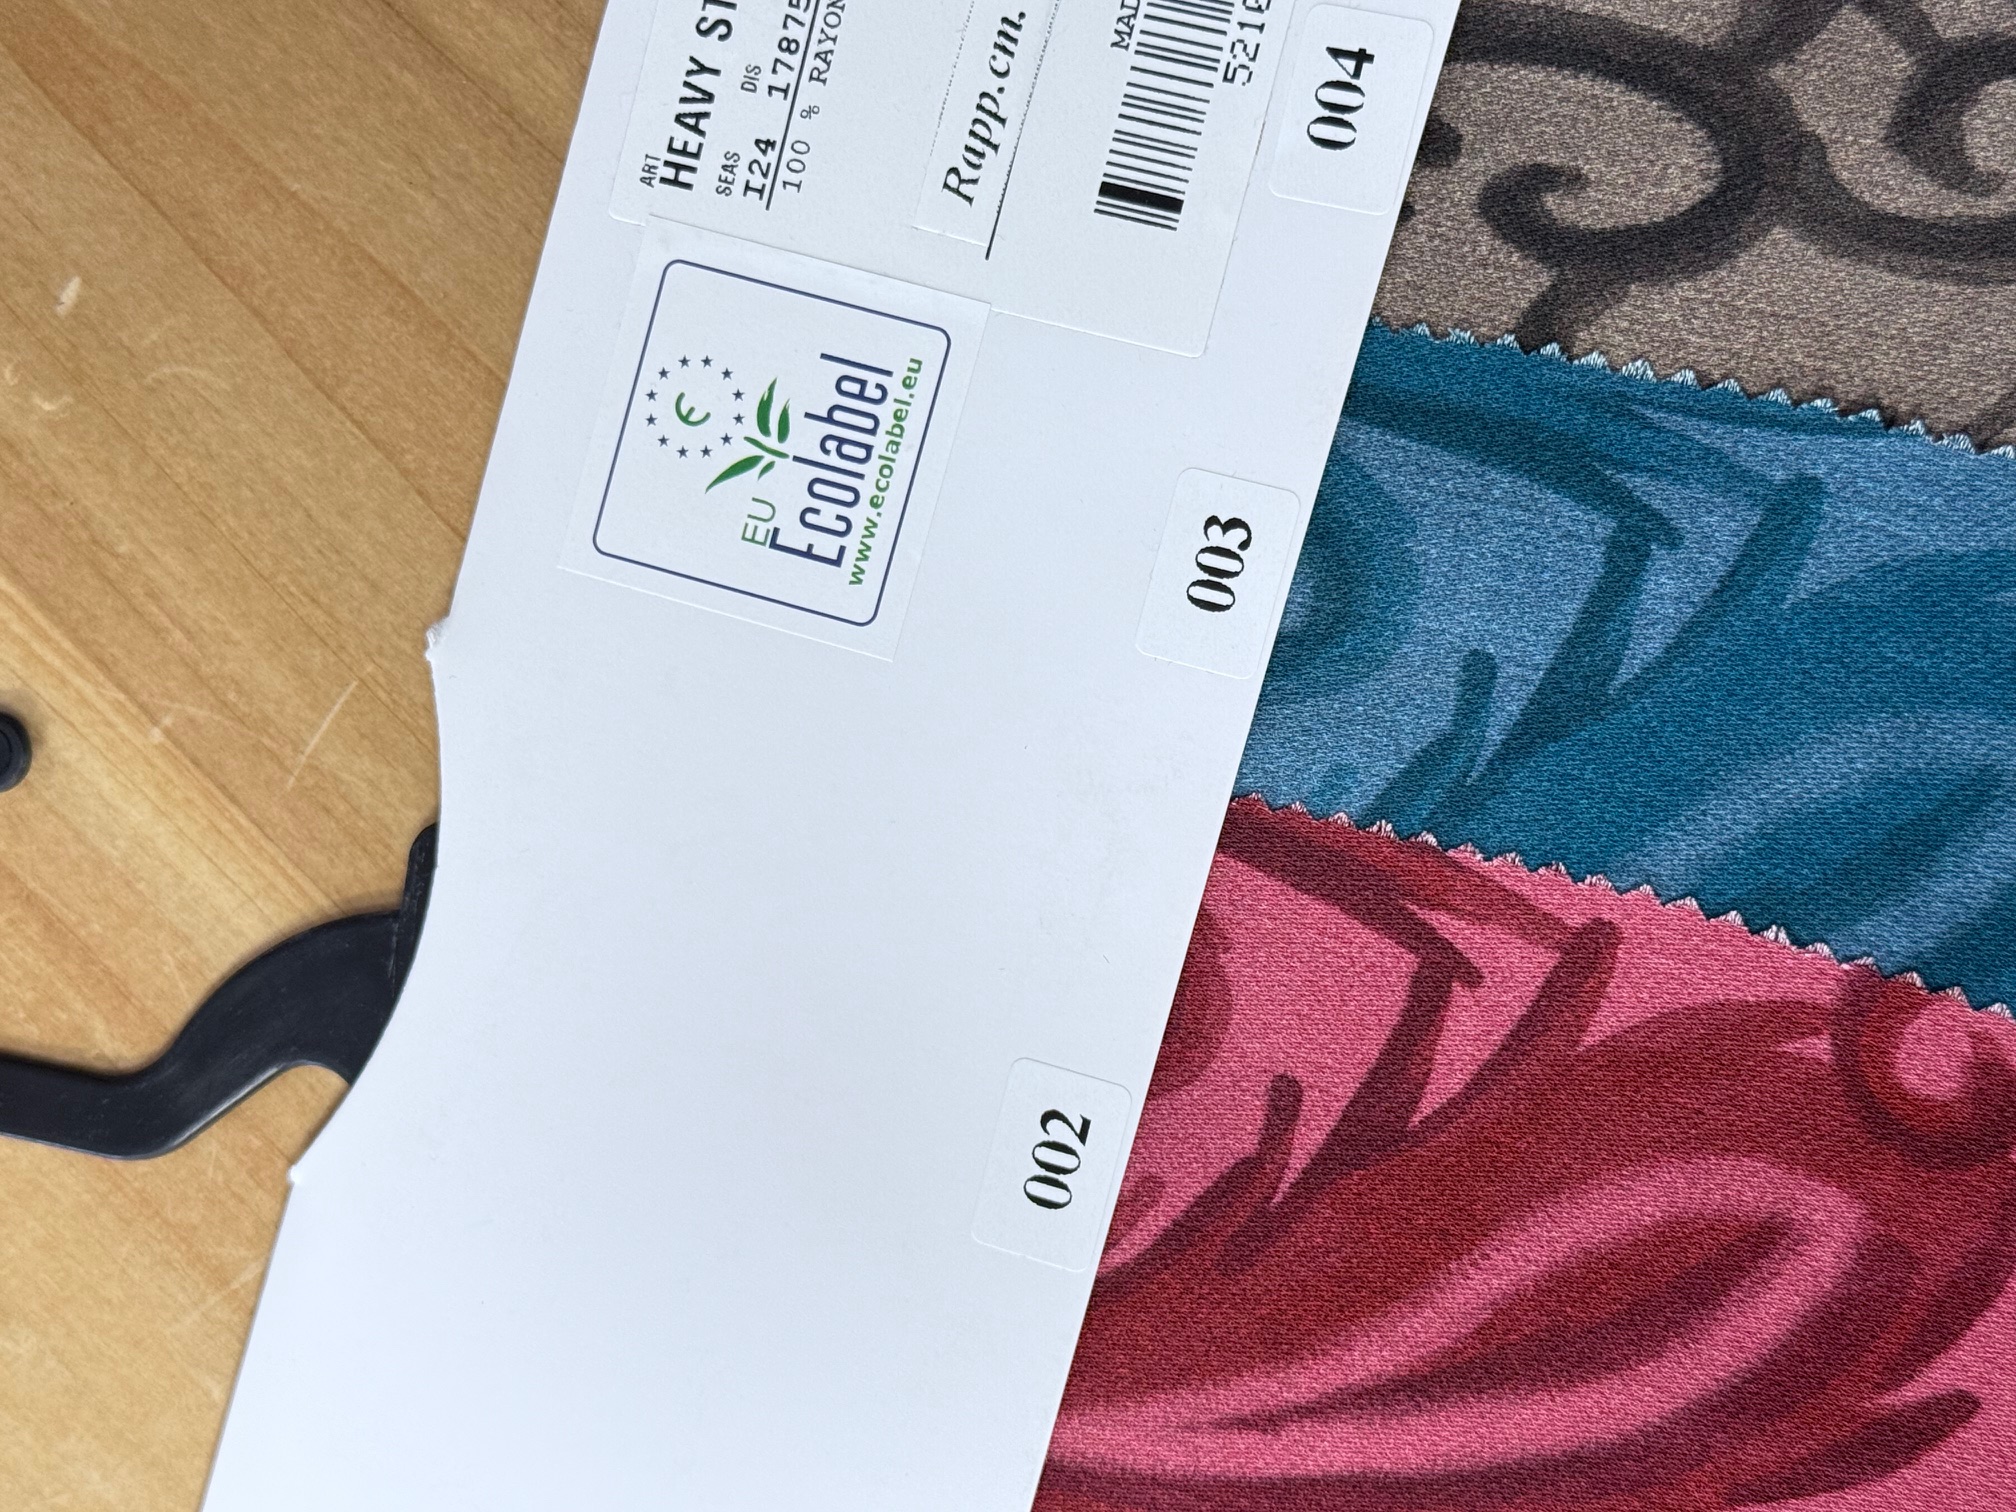 ART
HEAVY ST
SEAS DIS
I24 17875
100 % RAYON
Rapp.cm.
MAD
5210
EU
Ecolabel
www.ecolabel.eu
004
003
002